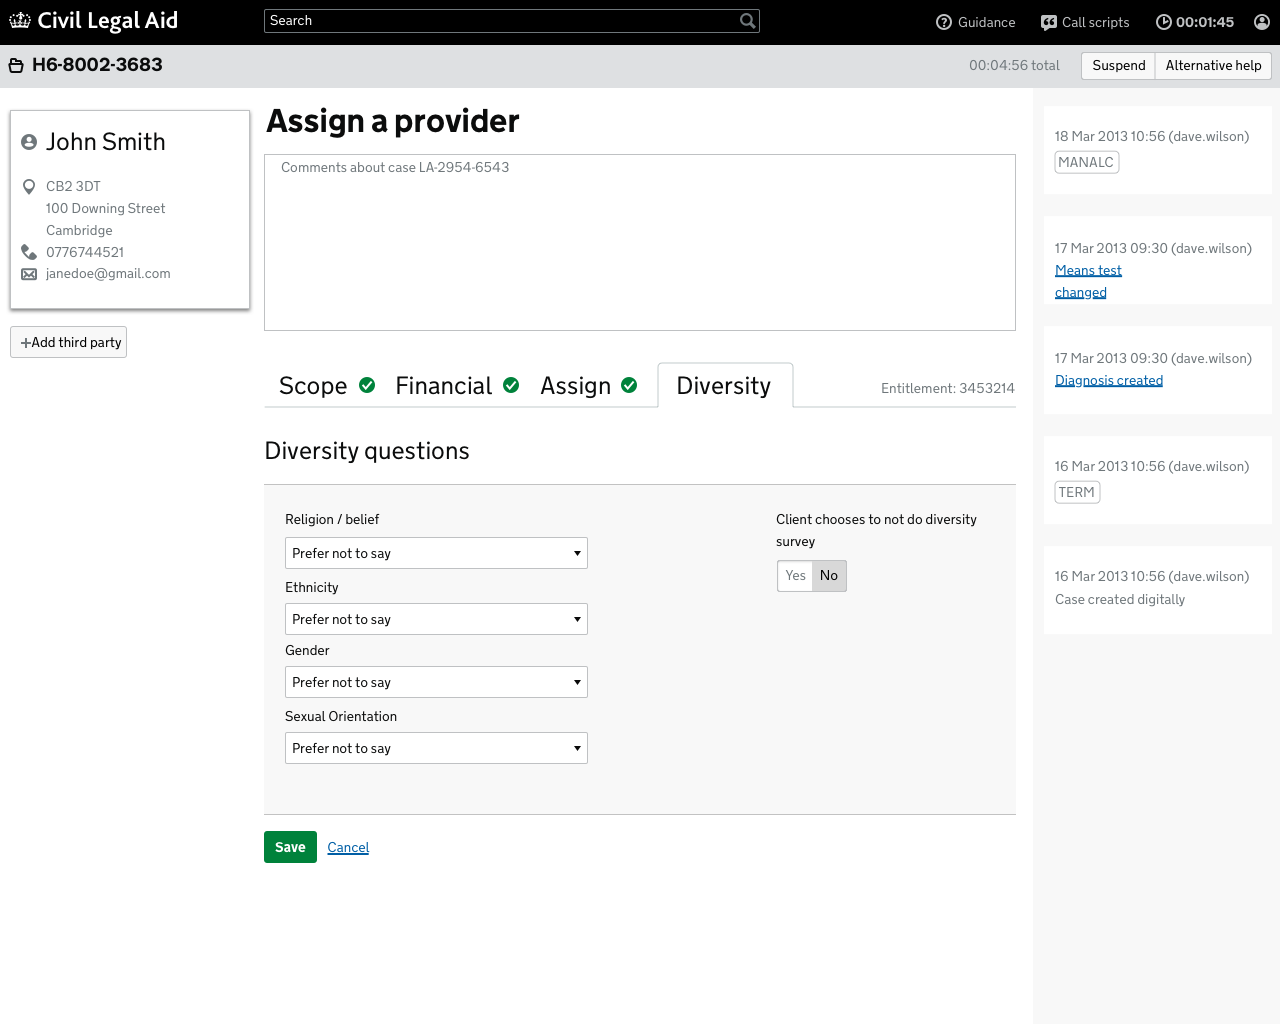 Civil Legal Aid
Search
Guidance
Call scripts
00:01:45
H6-8002-3683
00:04:56 total
Suspend
Alternative help
John Smith
CB2 3DT
100 Downing Street
Cambridge
0776744521
janedoe@gmail.com
+Add third party
Assign a provider
Comments about case LA-2954-6543
Scope
Financial
Assign
Diversity
Entitlement: 3453214
Diversity questions
Religion / belief
Prefer not to say
Ethnicity
Prefer not to say
Gender
Prefer not to say
Sexual Orientation
Prefer not to say
Client chooses to not do diversity
survey
Yes
No
Save
Cancel
18 Mar 2013 10:56 (dave.wilson)
MANALC
17 Mar 2013 09:30 (dave.wilson)
Means test
changed
17 Mar 2013 09:30 (dave.wilson)
Diagnosis created
16 Mar 2013 10:56 (dave.wilson)
TERM
16 Mar 2013 10:56 (dave.wilson)
Case created digitally